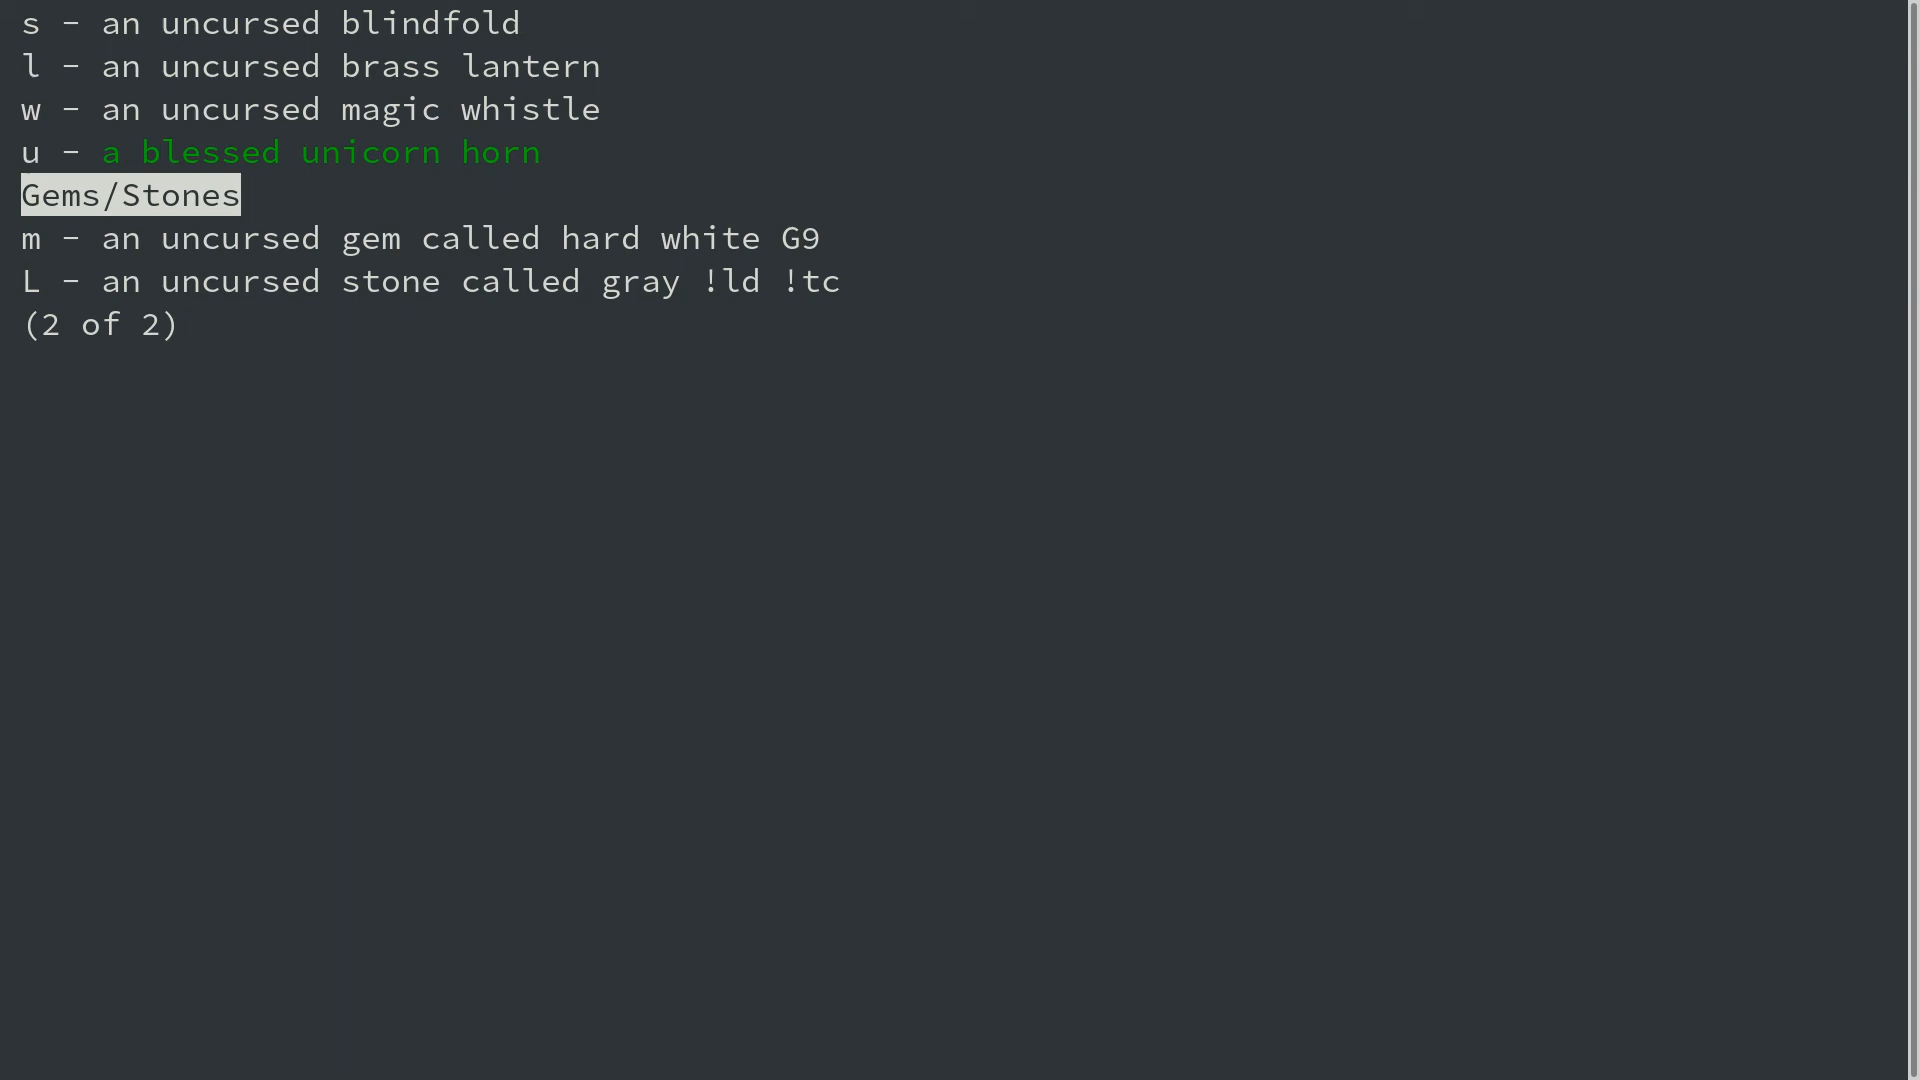 s - an uncursed blindfold
l - an uncursed brass lantern
w - an uncursed magic whistle
u - a blessed unicorn horn
Gems/Stones
m - an uncursed gem called hard white G9
L - an uncursed stone called gray !ld !tc
(2 of 2)